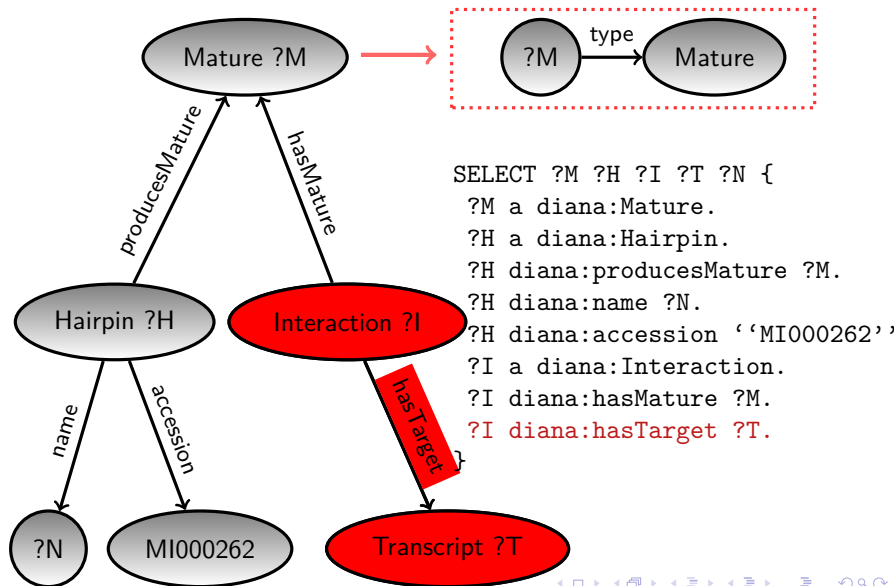 Mature ?M
?M
type
Mature
producesMature
hasMature
Hairpin ?H
Interaction ?I
name
accession
hasTarget
?N
MI000262
Transcript ?T
SELECT ?M ?H ?I ?T ?N {
?M a diana:Mature.
?H a diana:Hairpin.
?H diana:producesMature ?M.
?H diana:name ?N.
?H diana:accession ‘‘MI000262’’
?I a diana:Interaction.
?I diana:hasMature ?M.
?I diana:hasTarget ?T.
}